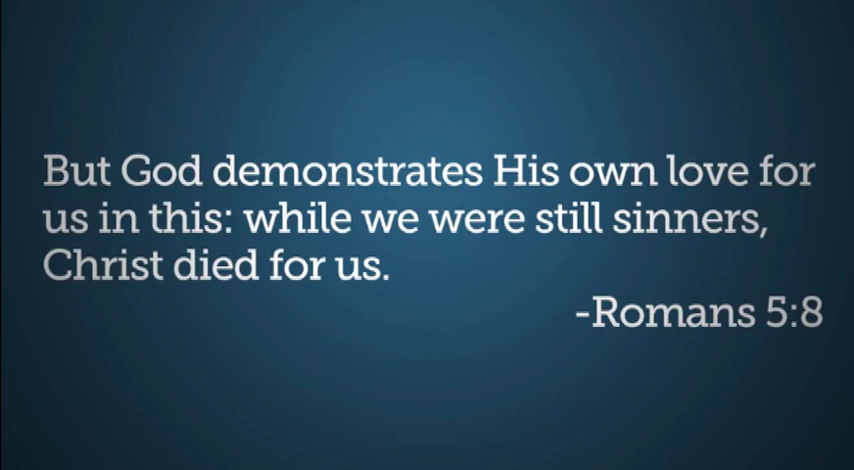 But God demonstrates His own love for
us in this: while we were still sinners,
Christ died for us.
-Romans 5:8